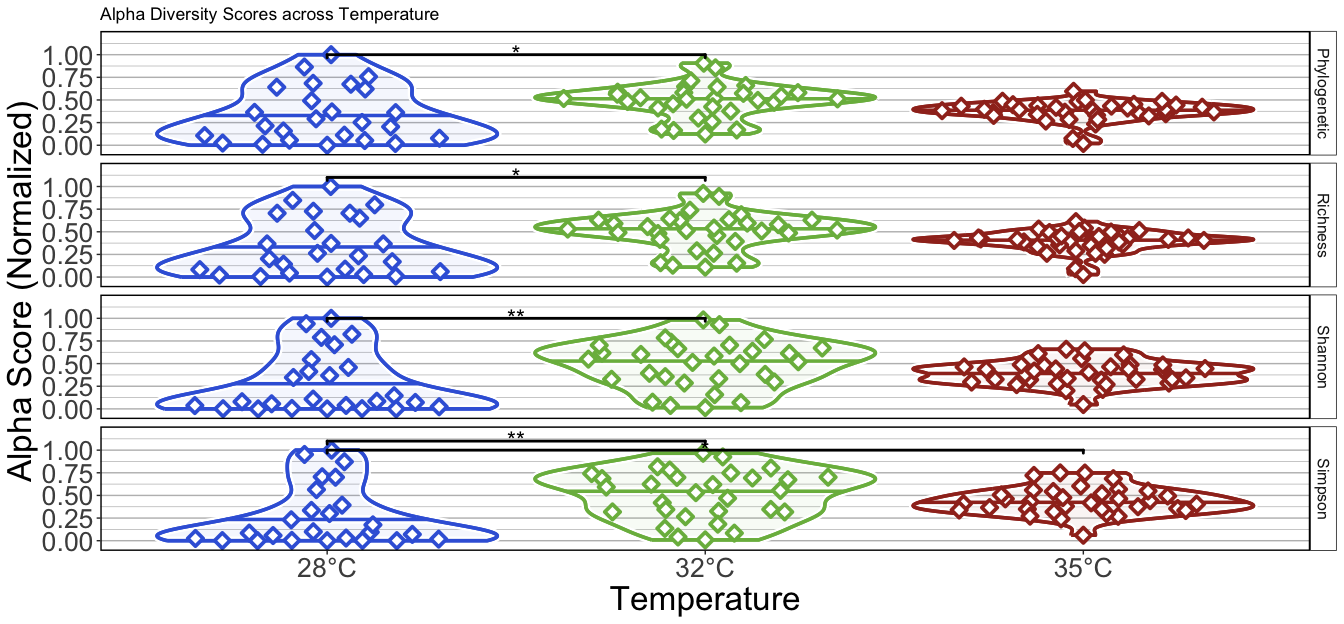 Alpha Diversity Scores across Temperature
Alpha Score (Normalized)
1.00
0.75
0.50
0.25
0.00
*
Phylogenetic
1.00
0.75
0.50
0.25
0.00
*
Richness
1.00
0.75
0.50
0.25
0.00
**
Shannon
1.00
0.75
0.50
0.25
0.00
**
*
Simpson
28°C
32°C
35°C
Temperature